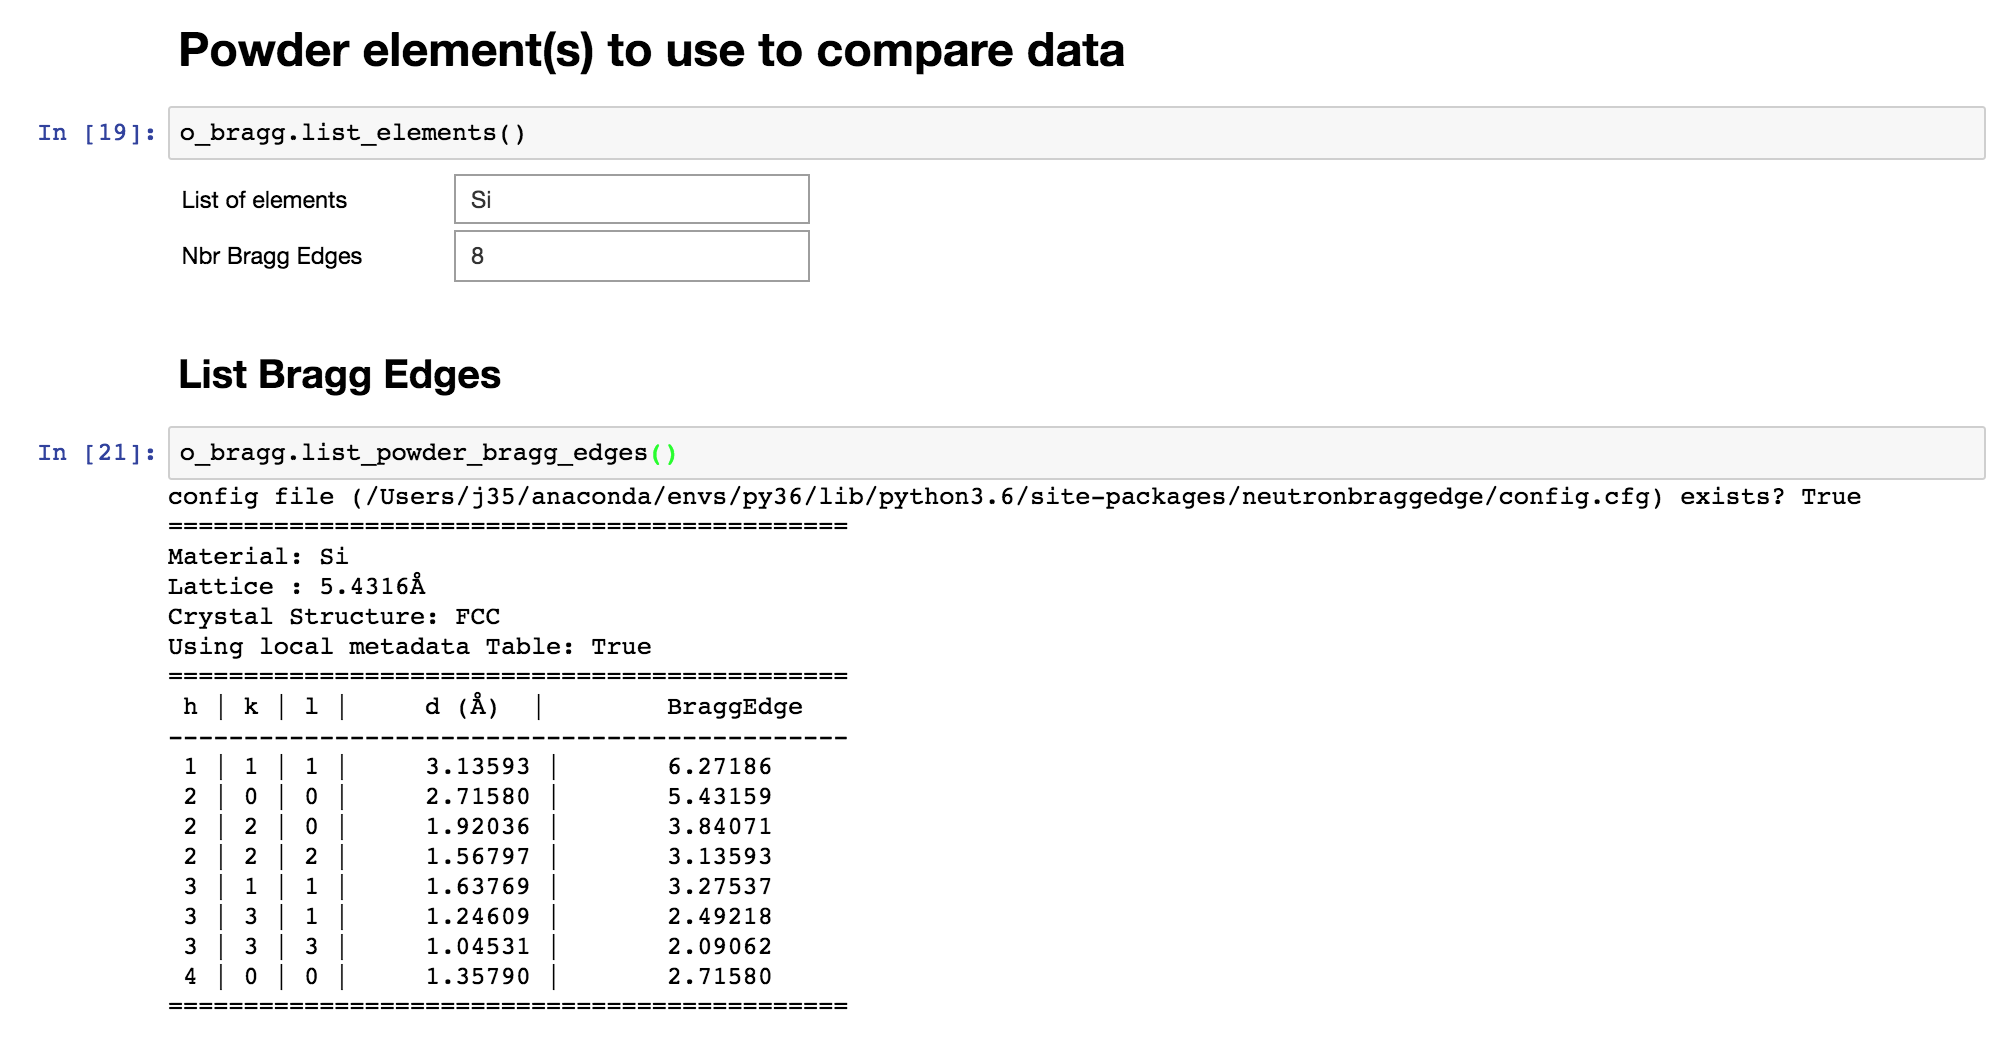 Powder element(s) to use to compare data
In [19]: o_bragg.list_elements()
List of elements Si
Nbr Bragg Edges 8
List Bragg Edges
In [21]: o_bragg.list_powder_bragg_edges()
config file (/Users/j35/anaconda/envs/py36/lib/python3.6/site-packages/neutronbraggedge/config.cfg) exists? True
=============================================
Material: Si
Lattice : 5.4316Å
Crystal Structure: FCC
Using local metadata Table: True
=============================================
h | k | l | d (Å) | BraggEdge
---------------------------------------------
1 | 1 | 1 | 3.13593 | 6.27186
2 | 0 | 0 | 2.71580 | 5.43159
2 | 2 | 0 | 1.92036 | 3.84071
2 | 2 | 2 | 1.56797 | 3.13593
3 | 1 | 1 | 1.63769 | 3.27537
3 | 3 | 1 | 1.24609 | 2.49218
3 | 3 | 3 | 1.04531 | 2.09062
4 | 0 | 0 | 1.35790 | 2.71580
=============================================